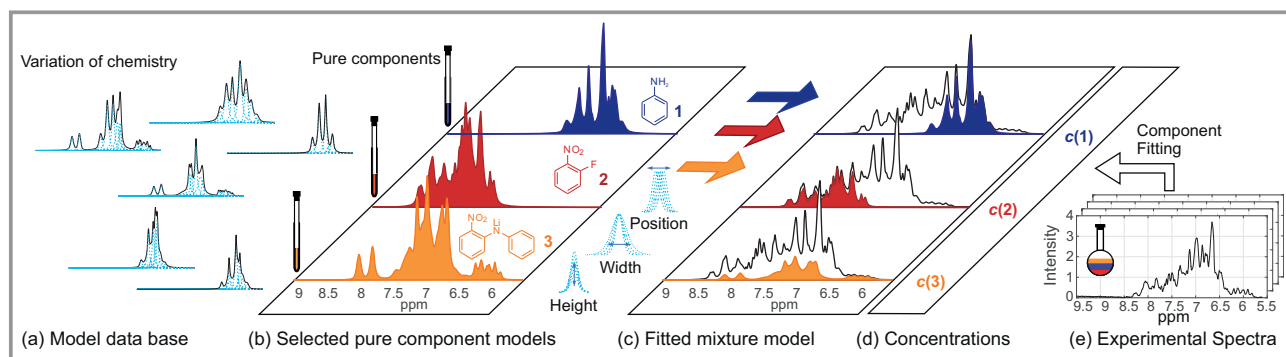 Variation of chemistry
Pure components
NH₂
1
NO₂
F
2
NO₂
Li
N
3
9 8.5 8 7.5 7 6.5 6
ppm
Position
Width
Height
9 8.5 8 7.5 7 6.5 6
ppm
c(1)
c(2)
c(3)
Component
Fitting
Intensity
4
3
2
1
0
9.5 9 8.5 8 7.5 7 6.5 6 5.5
ppm
(a) Model data base
(b) Selected pure component models
(c) Fitted mixture model
(d) Concentrations
(e) Experimental Spectra